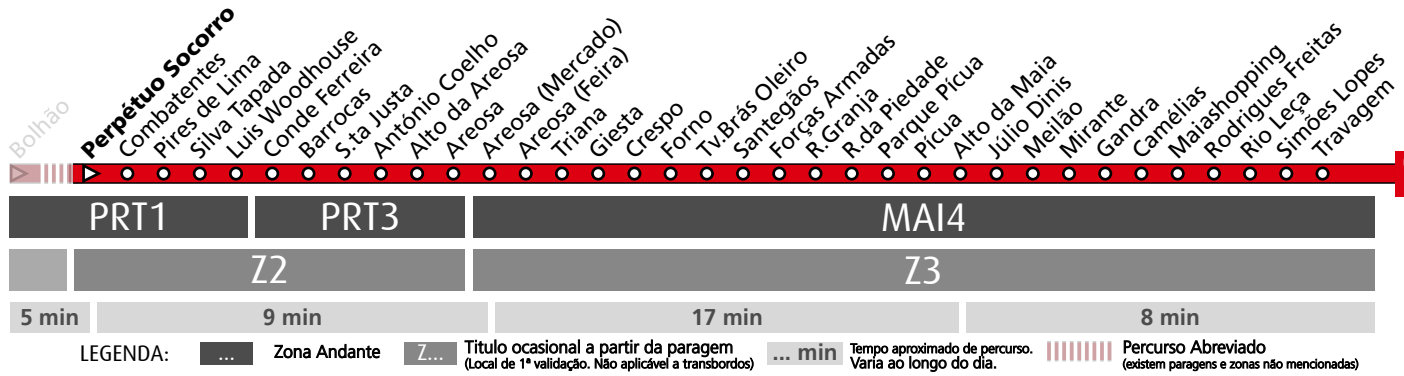 Bolhão
Perpétuo Socorro
Combatentes
Pires de Lima
Silva Tapada
Luis Woodhouse
Conde Ferreira
Barrocas
S.ta Justa
António Coelho
Alto da Areosa
Areosa
Areosa (Mercado)
Areosa (Feira)
Triana
Giesta
Crespo
Forno
Tv.Brás Oleiro
Santegãos
Forças Armadas
R.Granja
R.da Piedade
Parque Pícua
Pícua
Alto da Maia
Júlio Dinis
Meilão
Mirante
Gandra
Camélias
Maiashopping
Rodrigues Freitas
Rio Leça
Simões Lopes
Travagem
PRT1 PRT3 MAI4
Z2 Z3
5 min 9 min 17 min 8 min
LEGENDA:
... Zona Andante
Z... Titulo ocasional a partir da paragem
(Local de 1ª validação. Não aplicável a transbordos)
... min Tempo aproximado de percurso.
Varia ao longo do dia.
Percurso Abreviado
(existem paragens e zonas não mencionadas)